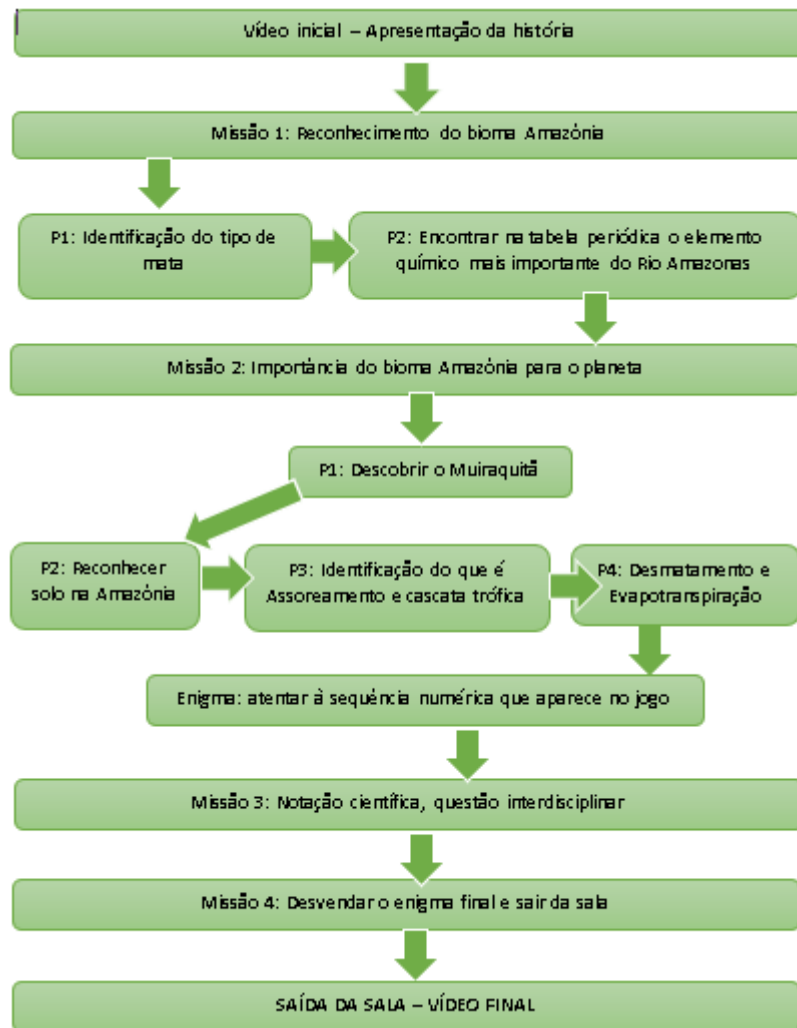 Vídeo inicial – Apresentação da história
Missão 1: Reconhecimento do bioma Amazônia
P1: Identificação do tipo de
mata
P2: Encontrar na tabela periódica o elemento
químico mais importante do Rio Amazonas
Missão 2: Importância do bioma Amazônia para o planeta
P1: Descobrir o Muiraquitã
P2: Reconhecer
solo na Amazônia
P3: Identificação do que é
Assoreamento e cascata trófica
P4: Desmatamento e
Evapotranspiração
Enigma: atentar à sequência numérica que aparece no jogo
Missão 3: Notação científica, questão interdisciplinar
Missão 4: Desvendar o enigma final e sair da sala
SAÍDA DA SALA – VÍDEO FINAL